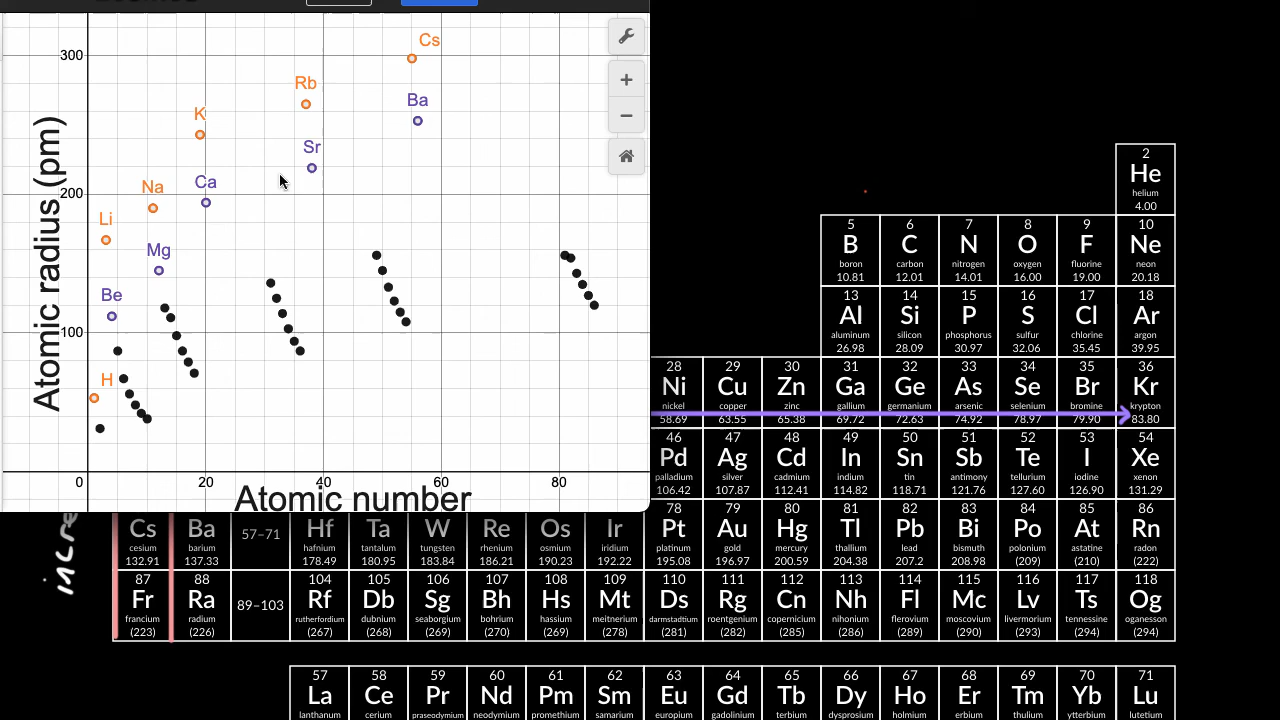 300
200
100
0
20
40
60
80
Atomic radius (pm)
Atomic number
H
Li
Be
Na
Mg
K
Ca
Rb
Sr
Cs
Ba
2
He
helium
4.00
5 6 7 8 9 10
B C N O F Ne
boron carbon nitrogen oxygen fluorine neon
10.81 12.01 14.01 16.00 19.00 20.18
13 14 15 16 17 18
Al Si P S Cl Ar
aluminum silicon phosphorus sulfur chlorine argon
26.98 28.09 30.97 32.06 35.45 39.95
28 29 30 31 32 33 34 35 36
Ni Cu Zn Ga Ge As Se Br Kr
nickel copper zinc gallium germanium arsenic selenium bromine krypton
58.69 63.55 65.38 69.72 72.63 74.92 78.97 79.90 83.80
46 47 48 49 50 51 52 53 54
Pd Ag Cd In Sn Sb Te I Xe
palladium silver cadmium indium tin antimony tellurium iodine xenon
106.42 107.87 112.41 114.82 118.71 121.76 127.60 126.90 131.29
78 79 80 81 82 83 84 85 86
Cs Ba 57–71 Hf Ta W Re Os Ir Pt Au Hg Tl Pb Bi Po At Rn
cesium barium hafnium tantalum tungsten rhenium osmium iridium platinum gold mercury thallium lead bismuth polonium astatine radon
132.91 137.33 178.49 180.95 183.84 186.21 190.23 192.22 195.08 196.97 200.59 204.38 207.2 208.98 (209) (210) (222)
87 88 104 105 106 107 108 109 110 111 112 113 114 115 116 117 118
Fr Ra 89–103 Rf Db Sg Bh Hs Mt Ds Rg Cn Nh Fl Mc Lv Ts Og
francium radium rutherfordium dubnium seaborgium bohrium hassium meitnerium darmstadtium roentgenium copernicium nihonium flerovium moscovium livermorium tennessine oganesson
(223) (226) (267) (268) (269) (270) (269) (278) (281) (282) (285) (286) (289) (290) (293) (294) (294)
57 58 59 60 61 62 63 64 65 66 67 68 69 70 71
La Ce Pr Nd Pm Sm Eu Gd Tb Dy Ho Er Tm Yb Lu
lanthanum cerium praseodymium neodymium promethium samarium europium gadolinium terbium dysprosium holmium erbium thulium ytterbium lutetium
incre